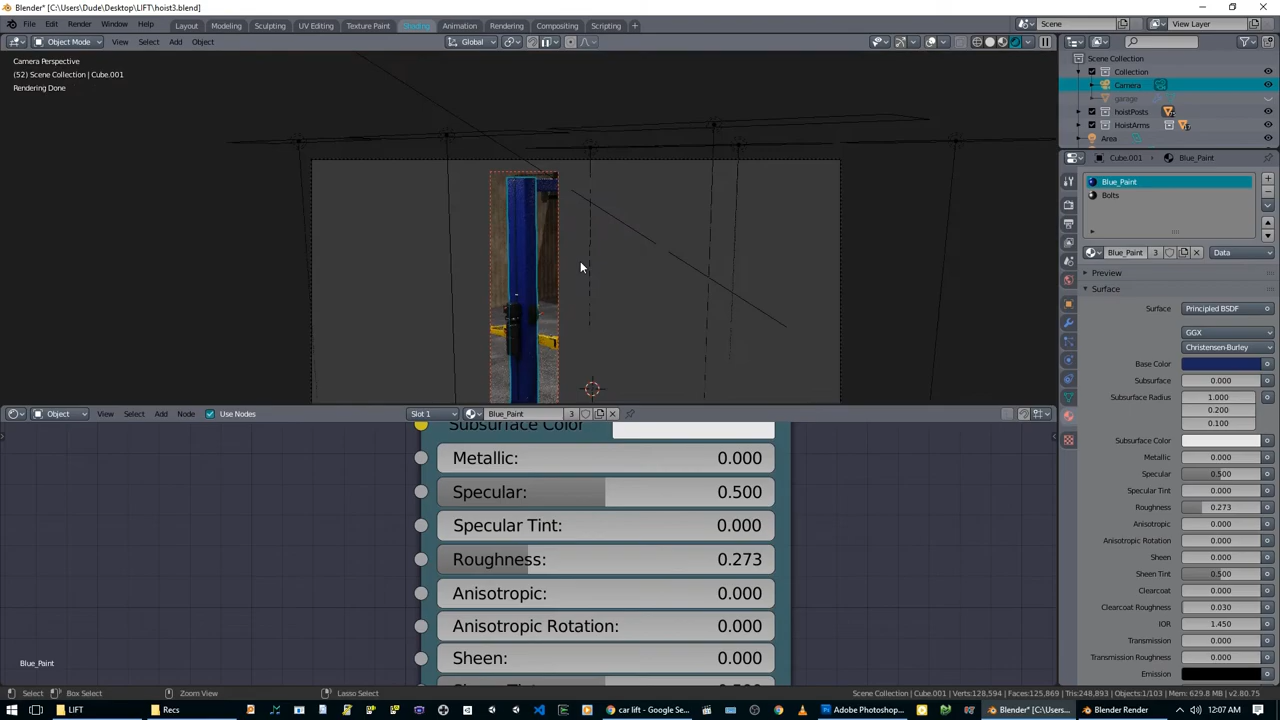 Blender* [C:\Users\Dude\Desktop\LIFT\hoist3.blend]
File Edit Render Window Help Layout Modeling Sculpting UV Editing Texture Paint Shading Animation Rendering Compositing Scripting Scene View Layer
Object Mode View Select Add Object Global
Camera Perspective
(52) Scene Collection | Cube.001
Rendering Done
Scene Collection
Collection
Camera
garage
hoistPosts
HoistArms
Area
Cube.001 Blue_Paint
Blue_Paint
Bolts
Blue_Paint 3 Data
Preview
Surface
Surface Principled BSDF
GGX
Christensen-Burley
Base Color
Subsurface 0.000
Subsurface Radius 1.000
0.200
0.100
Subsurface Color
Metallic 0.000
Specular 0.500
Specular Tint 0.000
Roughness 0.273
Anisotropic 0.000
Anisotropic Rotation 0.000
Sheen 0.000
Sheen Tint 0.500
Clearcoat 0.000
Clearcoat Roughness 0.030
IOR 1.450
Transmission 0.000
Transmission Roughness 0.000
Emission
Object View Select Add Node Use Nodes Slot 1 Blue_Paint 3
Subsurface Color
Metallic: 0.000
Specular: 0.500
Specular Tint: 0.000
Roughness: 0.273
Anisotropic: 0.000
Anisotropic Rotation: 0.000
Sheen: 0.000
Blue_Paint
Select Box Select Zoom View Lasso Select Scene Collection | Cube.001 | Verts:128,594 | Faces:125,869 | Tris:248,893 | Objects:1/103 | Mem: 629.8 MB | v2.80.75
LIFT Recs car lift - Google Se... Adobe Photoshop... Blender* [C:\Users... Blender Render 12:07 AM